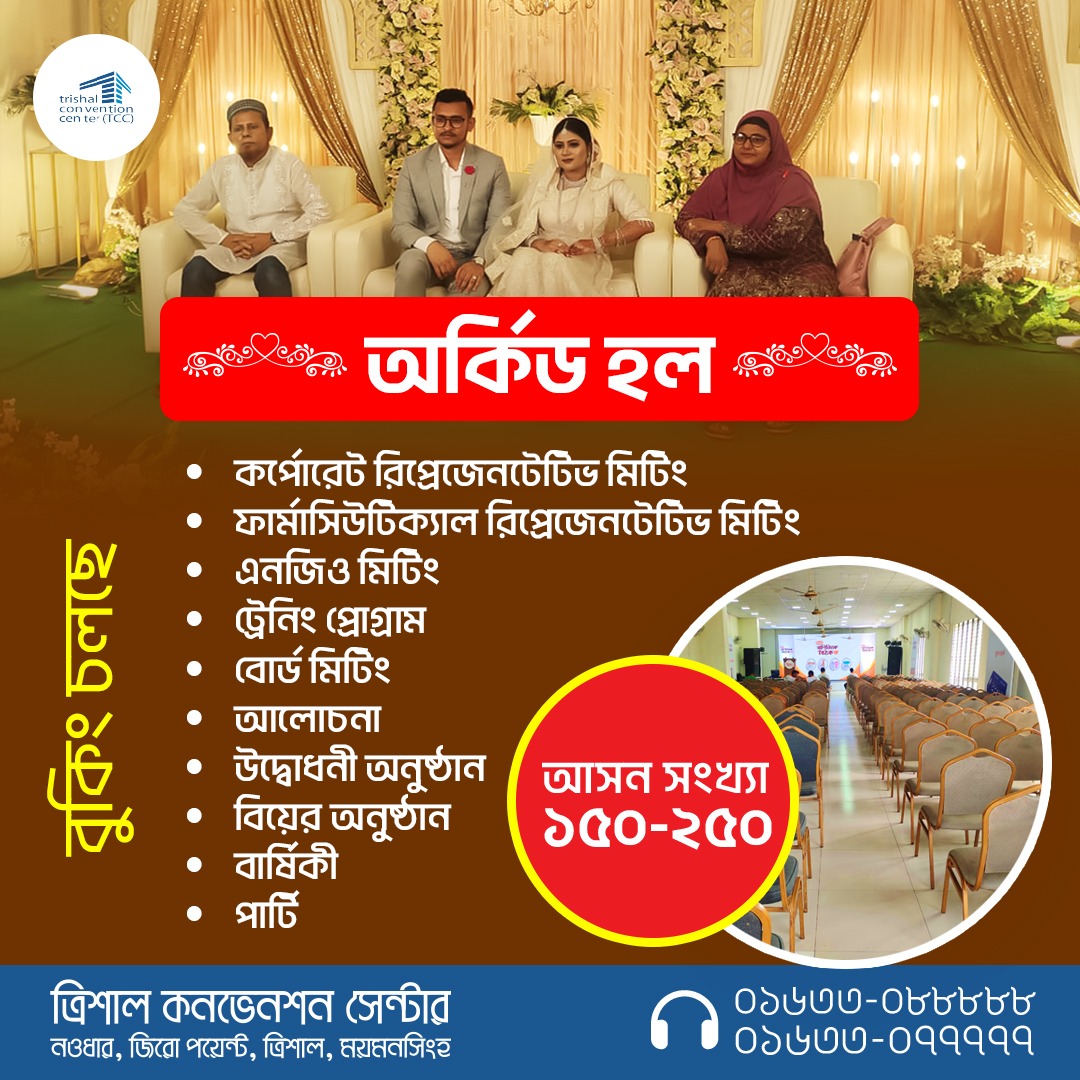 trishal
convention
center (TCC)
অর্কিড হল
কর্পোরেট রিপ্রেজেনটেটিভ মিটিং
ফার্মাসিউটিক্যাল রিপ্রেজেনটেটিভ মিটিং
এনজিও মিটিং
ট্রেনিং প্রোগ্রাম
বোর্ড মিটিং
আলোচনা
উদ্বোধনী অনুষ্ঠান
বিয়ের অনুষ্ঠান
বার্ষিকী
পার্টি
বুকিং চলছে
আসন সংখ্যা
১৫০-২৫০
ত্রিশাল কনভেনশন সেন্টার
নওধার, জিরো পয়েন্ট, ত্রিশাল, ময়মনসিংহ
০১৬৩৩-০৮৮৮৮৮
০১৬৩৩-০৭৭৭৭৭